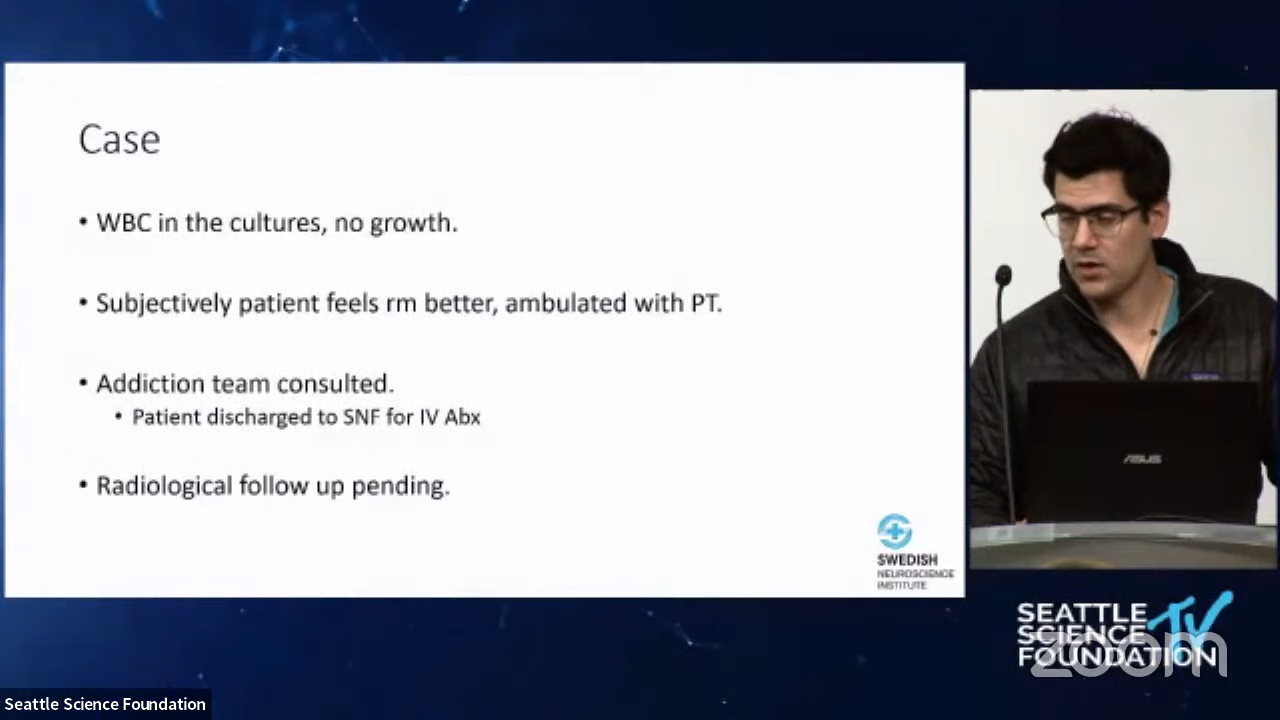 Case
• WBC in the cultures, no growth.
• Subjectively patient feels rm better, ambulated with PT.
• Addiction team consulted.
• Patient discharged to SNF for IV Abx
• Radiological follow up pending.
SWEDISH
NEUROSCIENCE
INSTITUTE
ASUS
SEATTLE
SCIENCE TV
FOUNDATION
zoom
Seattle Science Foundation